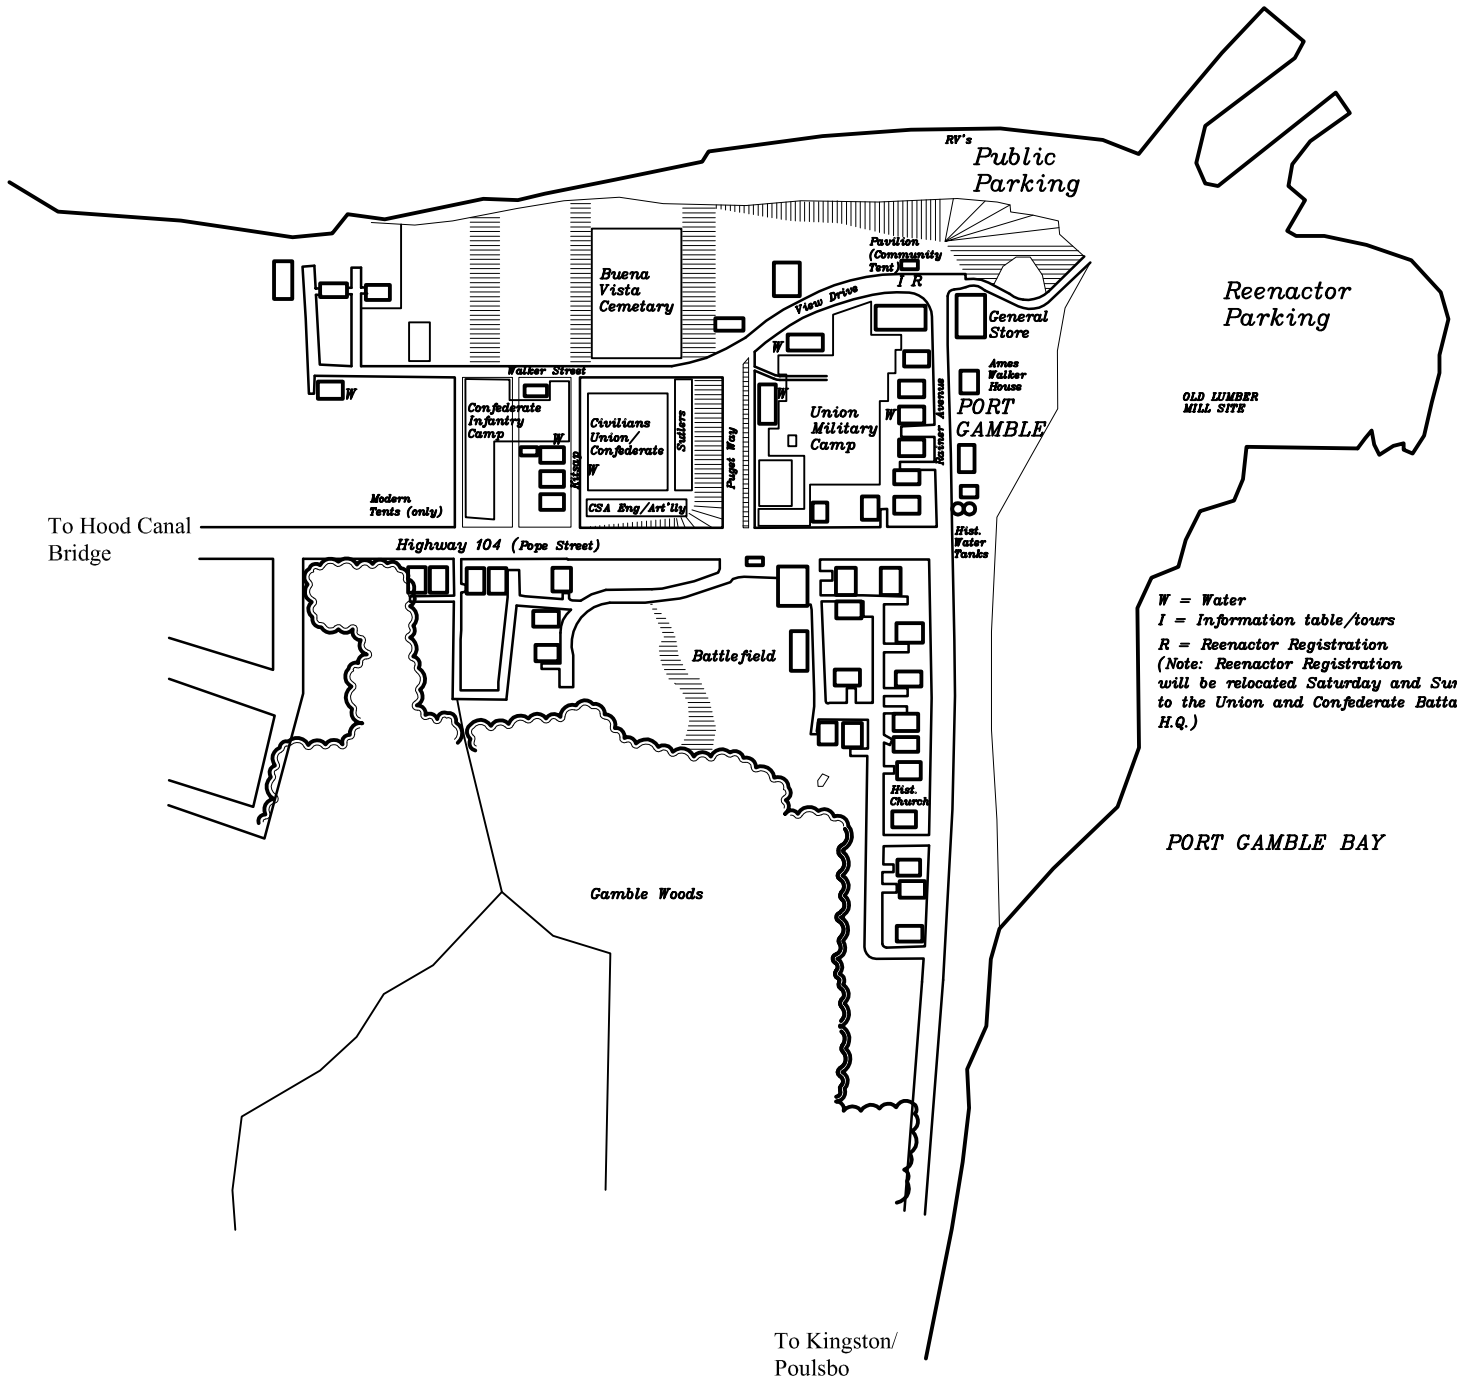 RV's
Public
Parking
Pavilion
(Community
Tent)
I R
Buena
Vista
Cemetary
View Drive
General
Store
Reenactor
Parking
W
Walker Street
Ames
Walker
House
W
W
OLD LUMBER
MILL SITE
Confederate
Infantry
Camp
Civilians
Union/
Confederate
Sutlers
Union
Military
Camp
W
Rainer Avenue
PORT
GAMBLE
W
W
Kitsap
Puget Way
Modern
Tents (only)
CSA Eng/Art'lly
To Hood Canal
Bridge
Highway 104 (Pope Street)
Hist.
Water
Tanks
W = Water
I = Information table/tours
R = Reenactor Registration
(Note: Reenactor Registration
will be relocated Saturday and Sun
to the Union and Confederate Batta
H.Q.)
Battlefield
Hist.
Church
PORT GAMBLE BAY
Gamble Woods
To Kingston/
Poulsbo